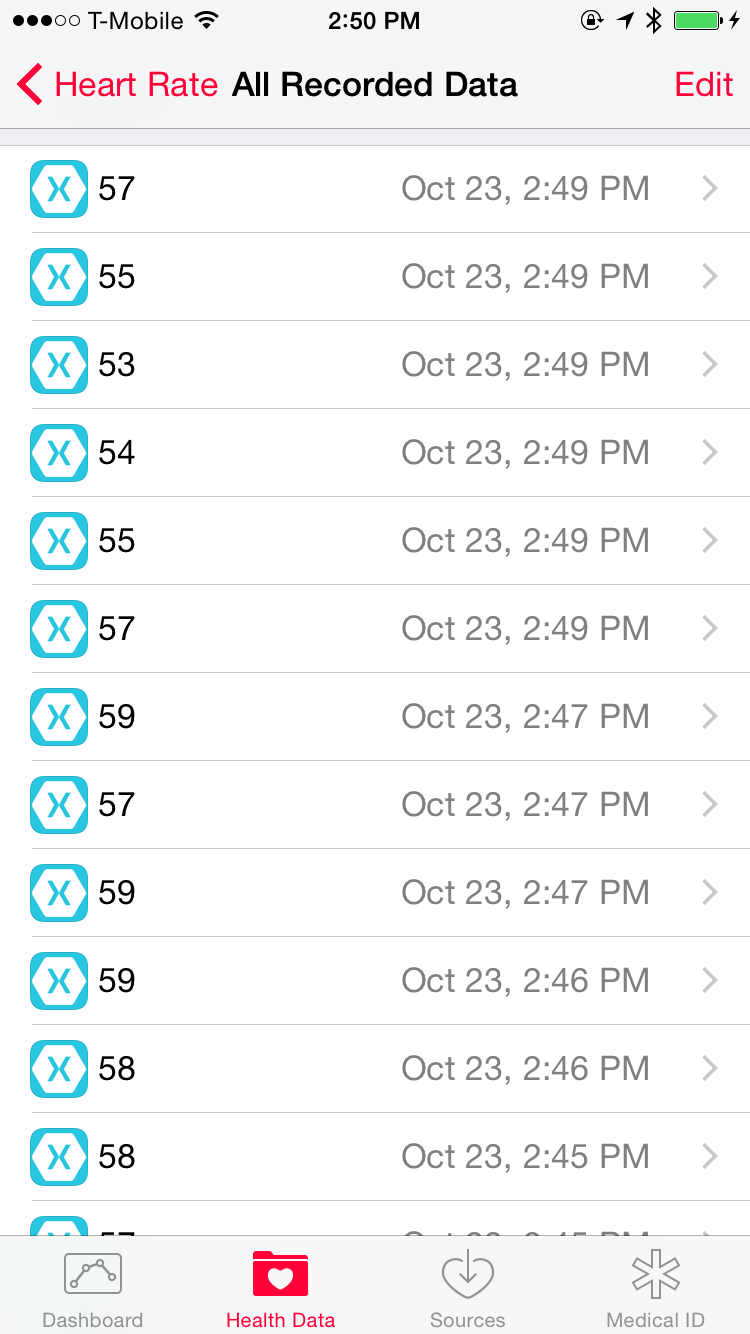 T-Mobile 2:50 PM
Heart Rate All Recorded Data Edit
57 Oct 23, 2:49 PM
55 Oct 23, 2:49 PM
53 Oct 23, 2:49 PM
54 Oct 23, 2:49 PM
55 Oct 23, 2:49 PM
57 Oct 23, 2:49 PM
59 Oct 23, 2:47 PM
57 Oct 23, 2:47 PM
59 Oct 23, 2:47 PM
59 Oct 23, 2:46 PM
58 Oct 23, 2:46 PM
58 Oct 23, 2:45 PM
Dashboard Health Data Sources Medical ID